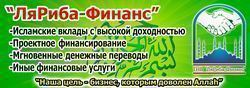 "ЛяРиба-Финанс"
-Исламские вклады с высокой доходностью
-Проектное финансирование
-Мгновенные денежные переводы
-Иные финансовые услуги
"Наша цель - бизнес, которым доволен Аллаh"